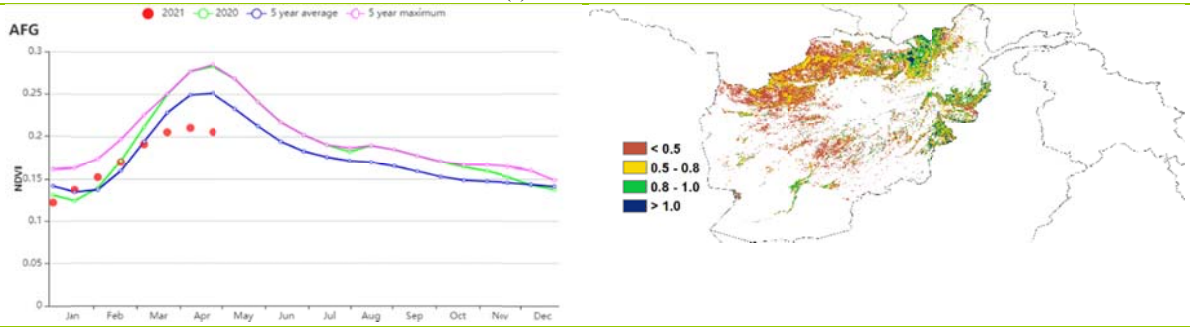 2021 2020 5 year average 5 year maximum
AFG
0.3
0.25
0.2
0.15
0.1
0.05
0
NDVI
Jan Feb Mar Apr May Jun Jul Aug Sep Oct Nıv Dec
< 0.5
0.5 - 0.8
0.8 - 1.0
> 1.0